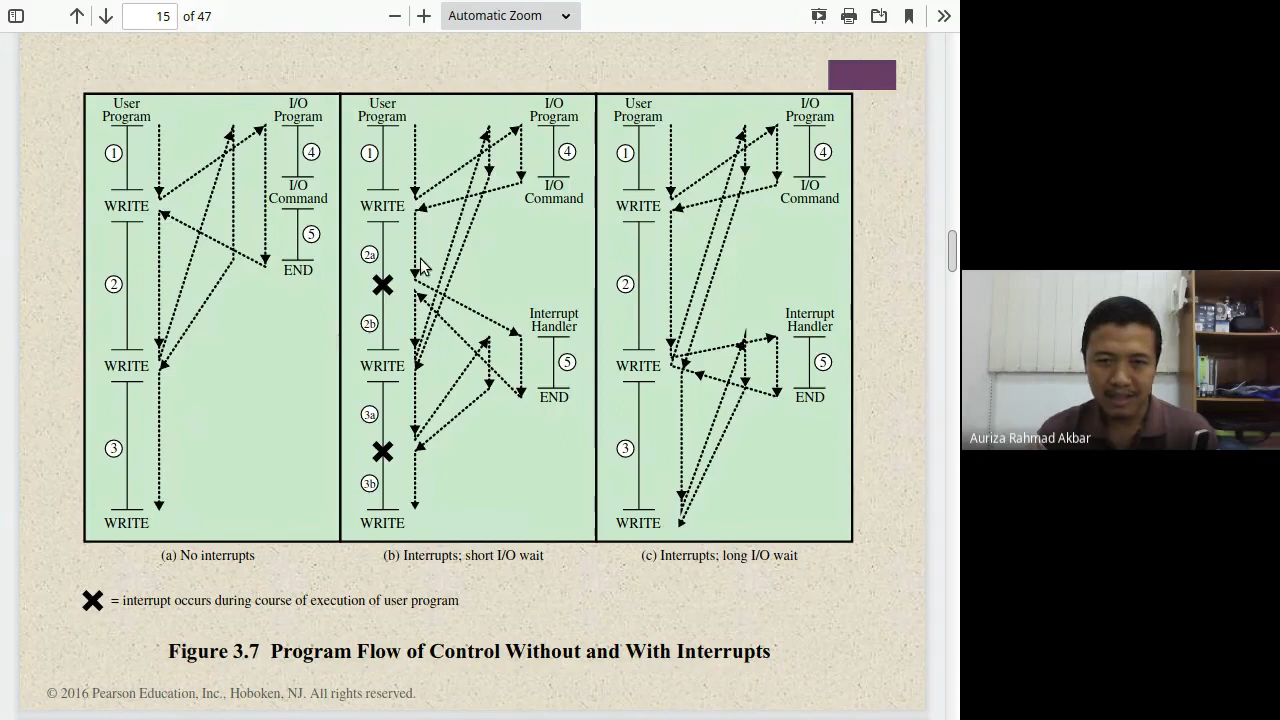 15 of 47 Automatic Zoom
User Program
I/O Program
1
4
WRITE
I/O Command
5
END
2
WRITE
3
WRITE
(a) No interrupts
User Program
I/O Program
1
4
WRITE
I/O Command
2a
2b
Interrupt Handler
WRITE
5
END
3a
3b
WRITE
(b) Interrupts; short I/O wait
User Program
I/O Program
1
4
WRITE
I/O Command
2
Interrupt Handler
WRITE
5
END
3
WRITE
(c) Interrupts; long I/O wait
= interrupt occurs during course of execution of user program
Figure 3.7 Program Flow of Control Without and With Interrupts
© 2016 Pearson Education, Inc., Hoboken, NJ. All rights reserved.
Auriza Rahmad Akbar